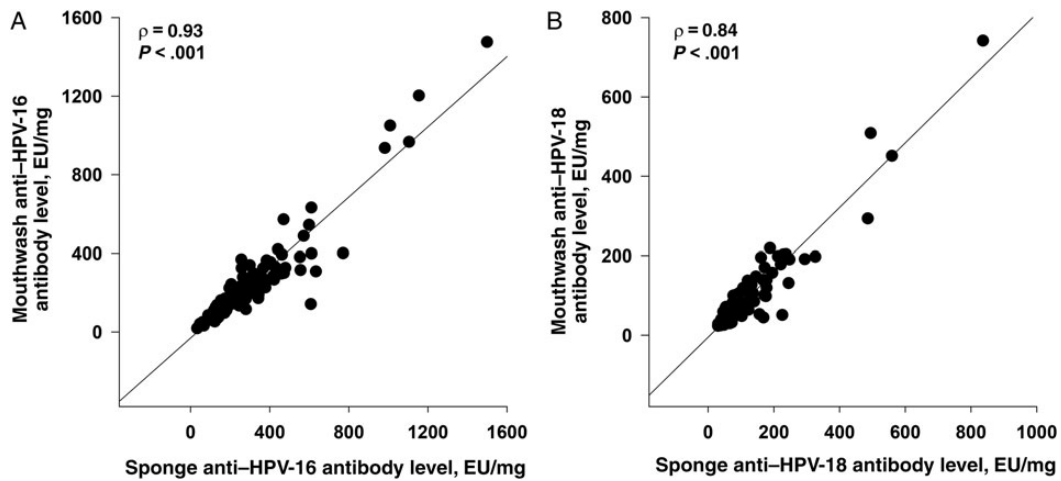 A
ρ = 0.93
P < .001
1600
1200
800
400
0
Mouthwash anti–HPV-16
antibody level, EU/mg
0 400 800 1200 1600
Sponge anti–HPV-16 antibody level, EU/mg
B
ρ = 0.84
P < .001
800
600
400
200
0
Mouthwash anti–HPV-18
antibody level, EU/mg
0 200 400 600 800 1000
Sponge anti–HPV-18 antibody level, EU/mg